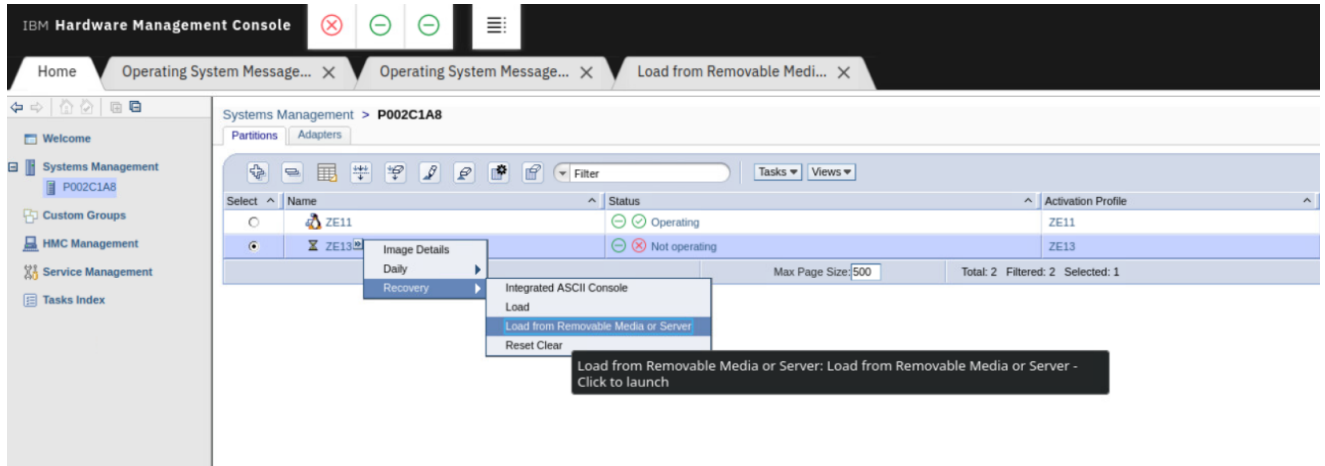 IBM Hardware Management Console
Home
Operating System Message...
Operating System Message...
Load from Removable Medi...
Systems Management > P002C1A8
Partitions Adapters
Welcome
Systems Management
P002C1A8
Custom Groups
HMC Management
Service Management
Tasks Index
Filter
Tasks Views
Select Name Status Activation Profile
ZE11 Operating ZE11
ZE13 Not operating ZE13
Max Page Size: 500 Total: 2 Filtered: 2 Selected: 1
Image Details
Daily
Recovery
Integrated ASCII Console
Load
Load from Removable Media or Server
Reset Clear
Load from Removable Media or Server: Load from Removable Media or Server -
Click to launch